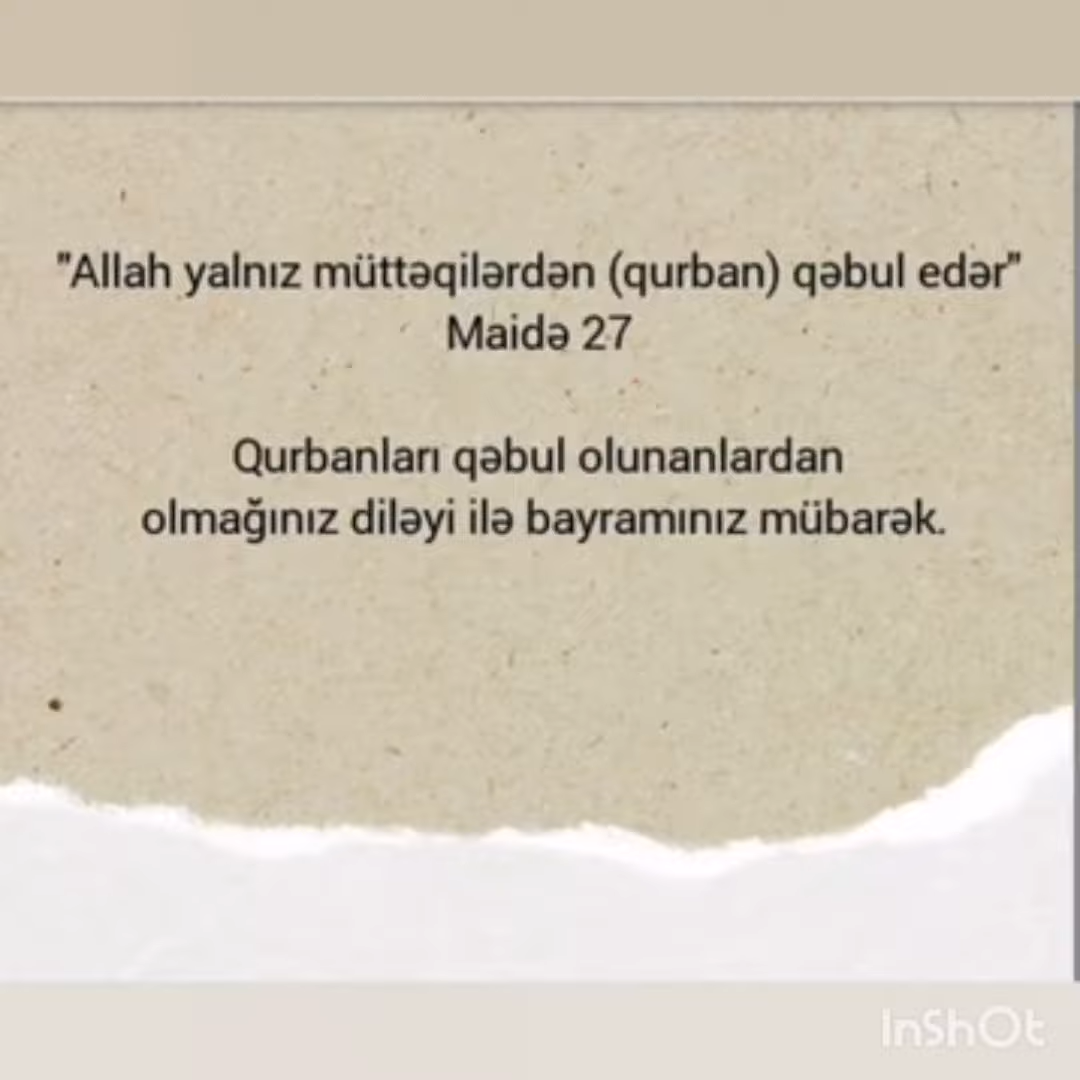 "Allah yalnız müttəqilərdən (qurban) qəbul edər"
Maidə 27
Qurbanları qəbul olunanlardan
olmağınız diləyi ilə bayramınız mübarək.
InShOt